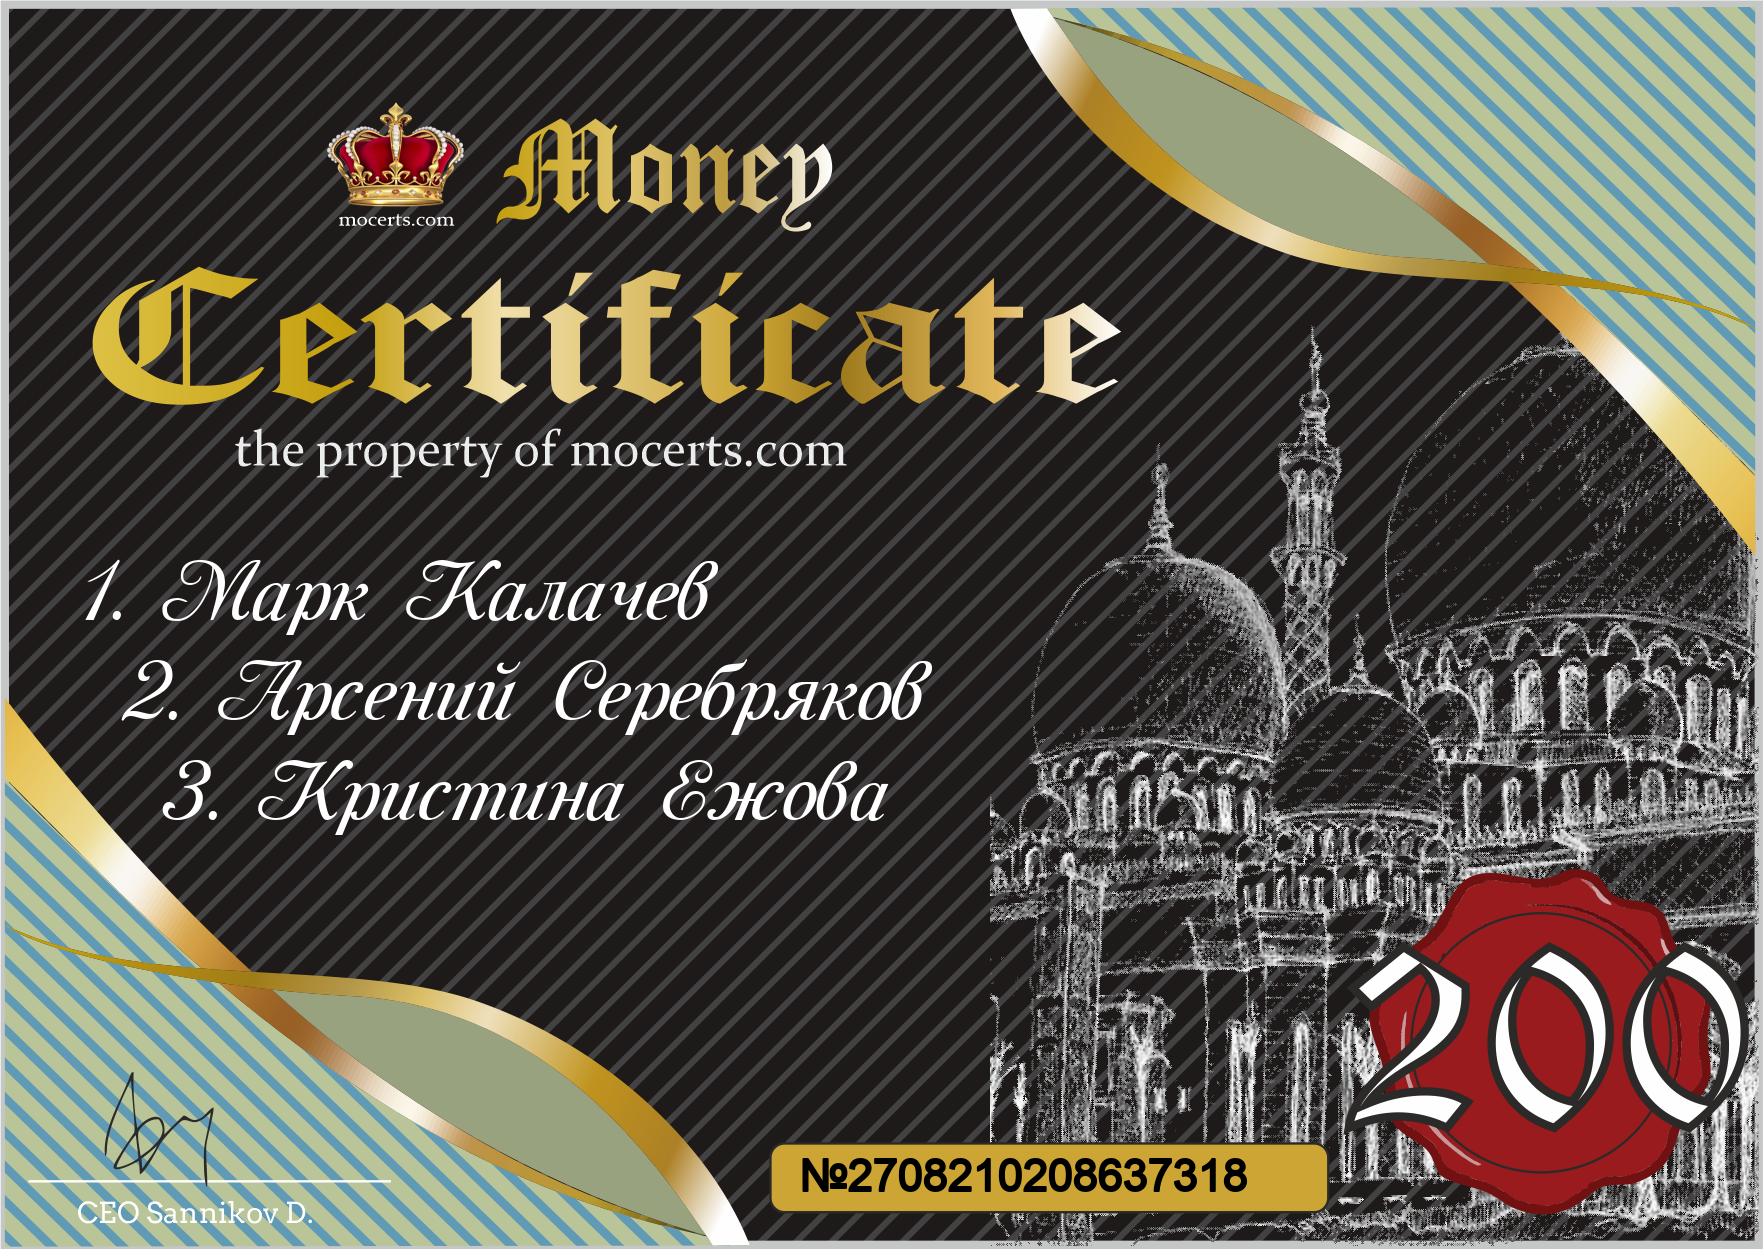 mocerts.com
Money
Certificate
the property of mocerts.com
1. Марк Калачев
2. Арсений Серебряков
3. Кристина Ежова
200
№2708210208637318
CEO Sannikov D.